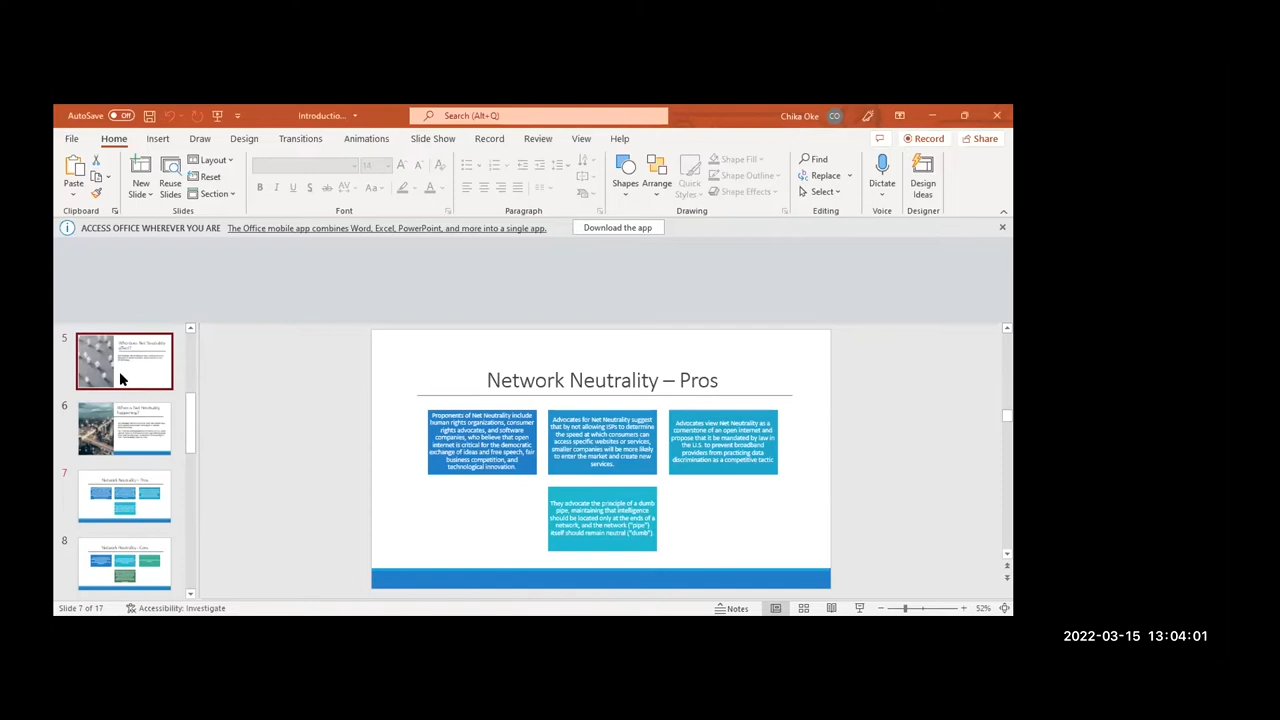 AutoSave Off Introductio... Search (Alt+Q) Chika Oke CO
File Home Insert Draw Design Transitions Animations Slide Show Record Review View Help Record Share
Paste New Slides Reuse Slides Layout Reset Section 14 Shapes Arrange Quick Styles Shape Fill Shape Outline Shape Effects Find Replace Select Dictate Design Ideas
Clipboard Slides Font Paragraph Drawing Editing Voice Designer
ACCESS OFFICE WHEREVER YOU ARE The Office mobile app combines Word, Excel, PowerPoint, and more into a single app. Download the app
5
6
7
Network Neutrality – Pros
8
Network Neutrality - Cons
Network Neutrality – Pros
Proponents of Net Neutrality include
human rights organizations, consumer
rights advocates, and software
companies, who believe that open
internet is critical for the democratic
exchange of ideas and free speech, fair
business competition, and
technological innovation.
Advocates for Net Neutrality suggest
that by not allowing ISPs to determine
the speed at which consumers can
access specific websites or services,
smaller companies will be more likely
to enter the market and create new
services.
Advocates view Net Neutrality as a
cornerstone of an open internet and
propose that it be mandated by law in
the U.S. to prevent broadband
providers from practicing data
discrimination as a competitive tactic
They advocate the principle of a dumb
pipe, maintaining that intelligence
should be located only at the ends of a
network, and the network ("pipe")
itself should remain neutral ("dumb").
Slide 7 of 17 Accessibility: Investigate Notes 52%
2022-03-15 13:04:01